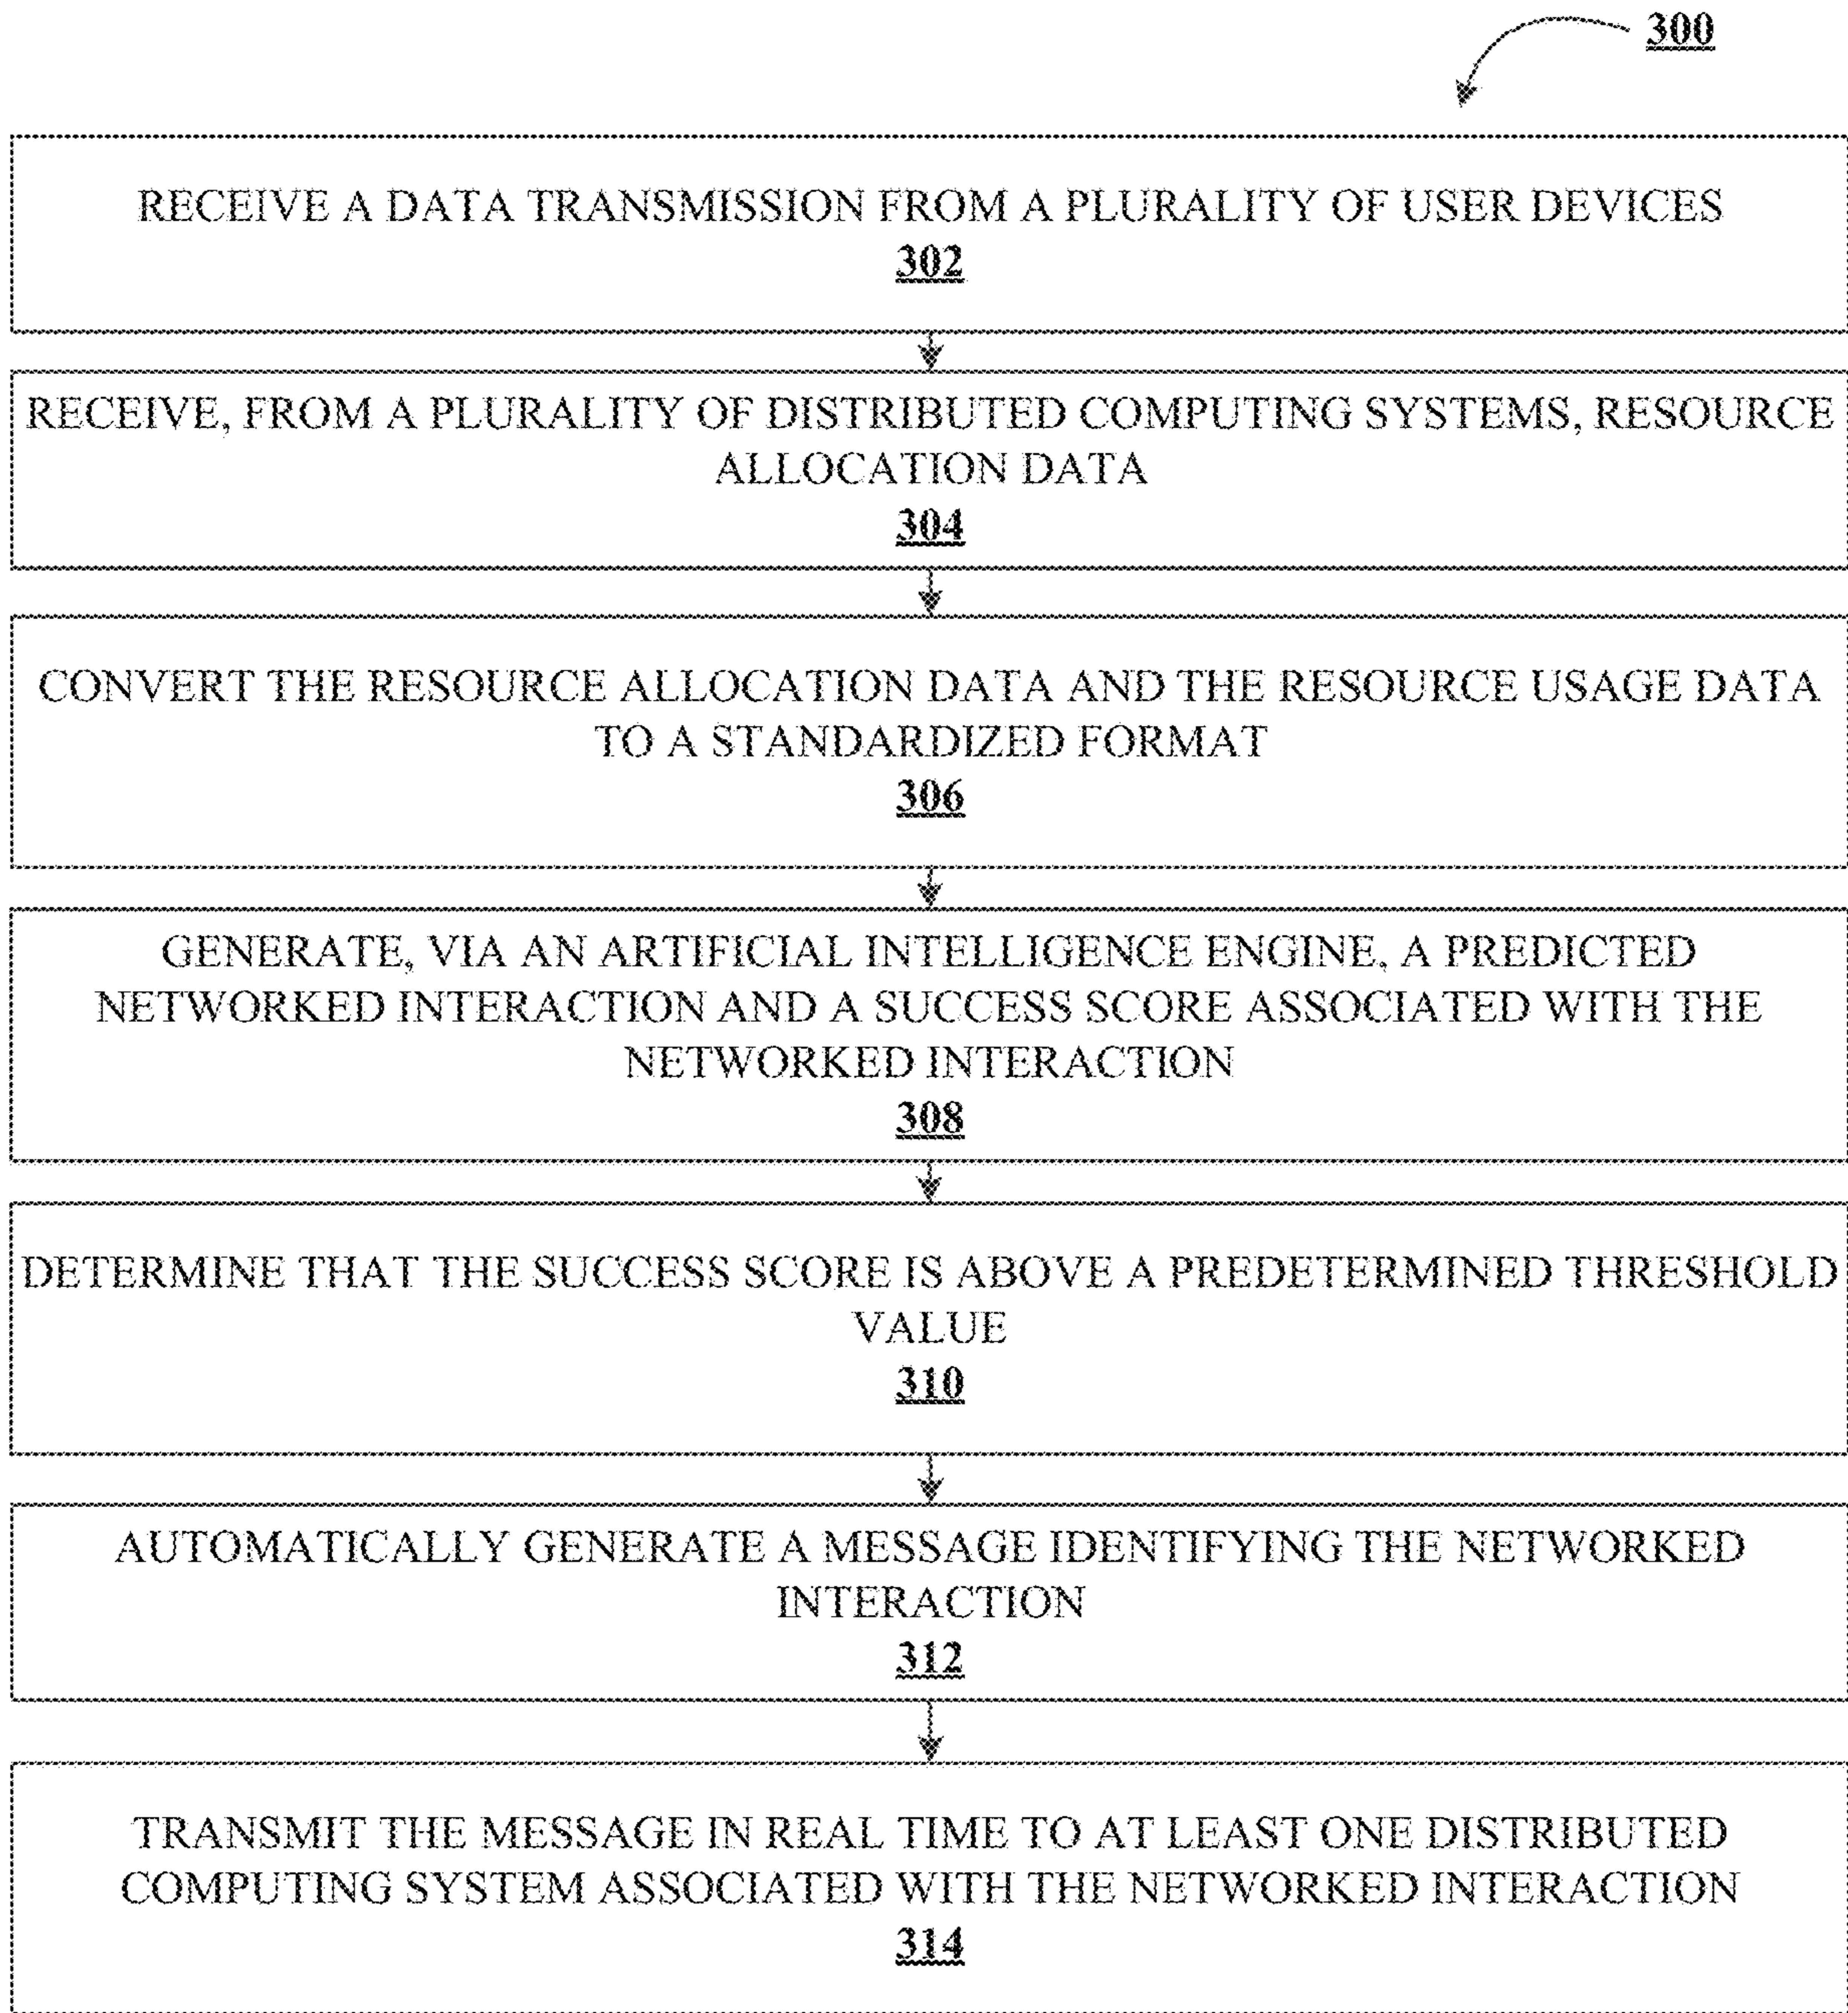 300
RECEIVE A DATA TRANSMISSION FROM A PLURALITY OF USER DEVICES
302
RECEIVE, FROM A PLURALITY OF DISTRIBUTED COMPUTING SYSTEMS, RESOURCE
ALLOCATION DATA
304
CONVERT THE RESOURCE ALLOCATION DATA AND THE RESOURCE USAGE DATA
TO A STANDARDIZED FORMAT
306
GENERATE, VIA AN ARTIFICIAL INTELLIGENCE ENGINE, A PREDICTED
NETWORKED INTERACTION AND A SUCCESS SCORE ASSOCIATED WITH THE
NETWORKED INTERACTION
308
DETERMINE THAT THE SUCCESS SCORE IS ABOVE A PREDETERMINED THRESHOLD
VALUE
310
AUTOMATICALLY GENERATE A MESSAGE IDENTIFYING THE NETWORKED
INTERACTION
312
TRANSMIT THE MESSAGE IN REAL TIME TO AT LEAST ONE DISTRIBUTED
COMPUTING SYSTEM ASSOCIATED WITH THE NETWORKED INTERACTION
314